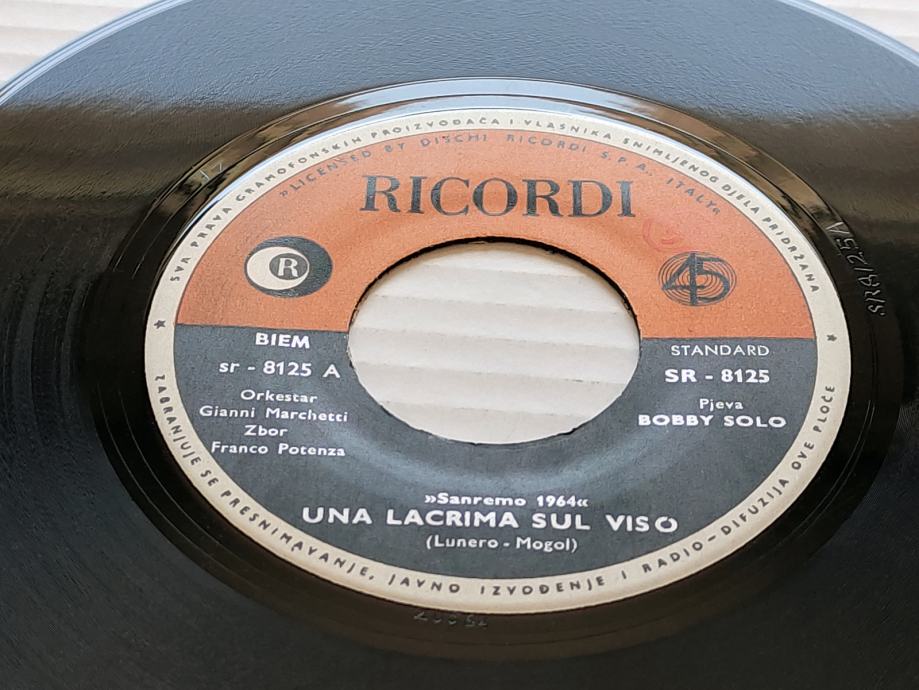 SVA PRAVA GRAMOFONSKIH PROIZVOĐAČA I VLASNIKA SNIMLJENOG DJELA PRIDRŽANA
»LICENSED BY DISCHI RICORDI S.P.A., ITALY«
RICORDI
R
45
BIEM
sr - 8125 A
Orkestar
Gianni Marchetti
Zbor
Franco Potenza
STANDARD
SR - 8125
Pjeva
BOBBY SOLO
»Sanremo 1964«
UNA LACRIMA SUL VISO
(Lunero - Mogol)
ZABRANJUJE SE PRESNIMAVANJE, JAVNO IZVOĐENJE I RADIO-DIFUZIJA OVE PLOČE